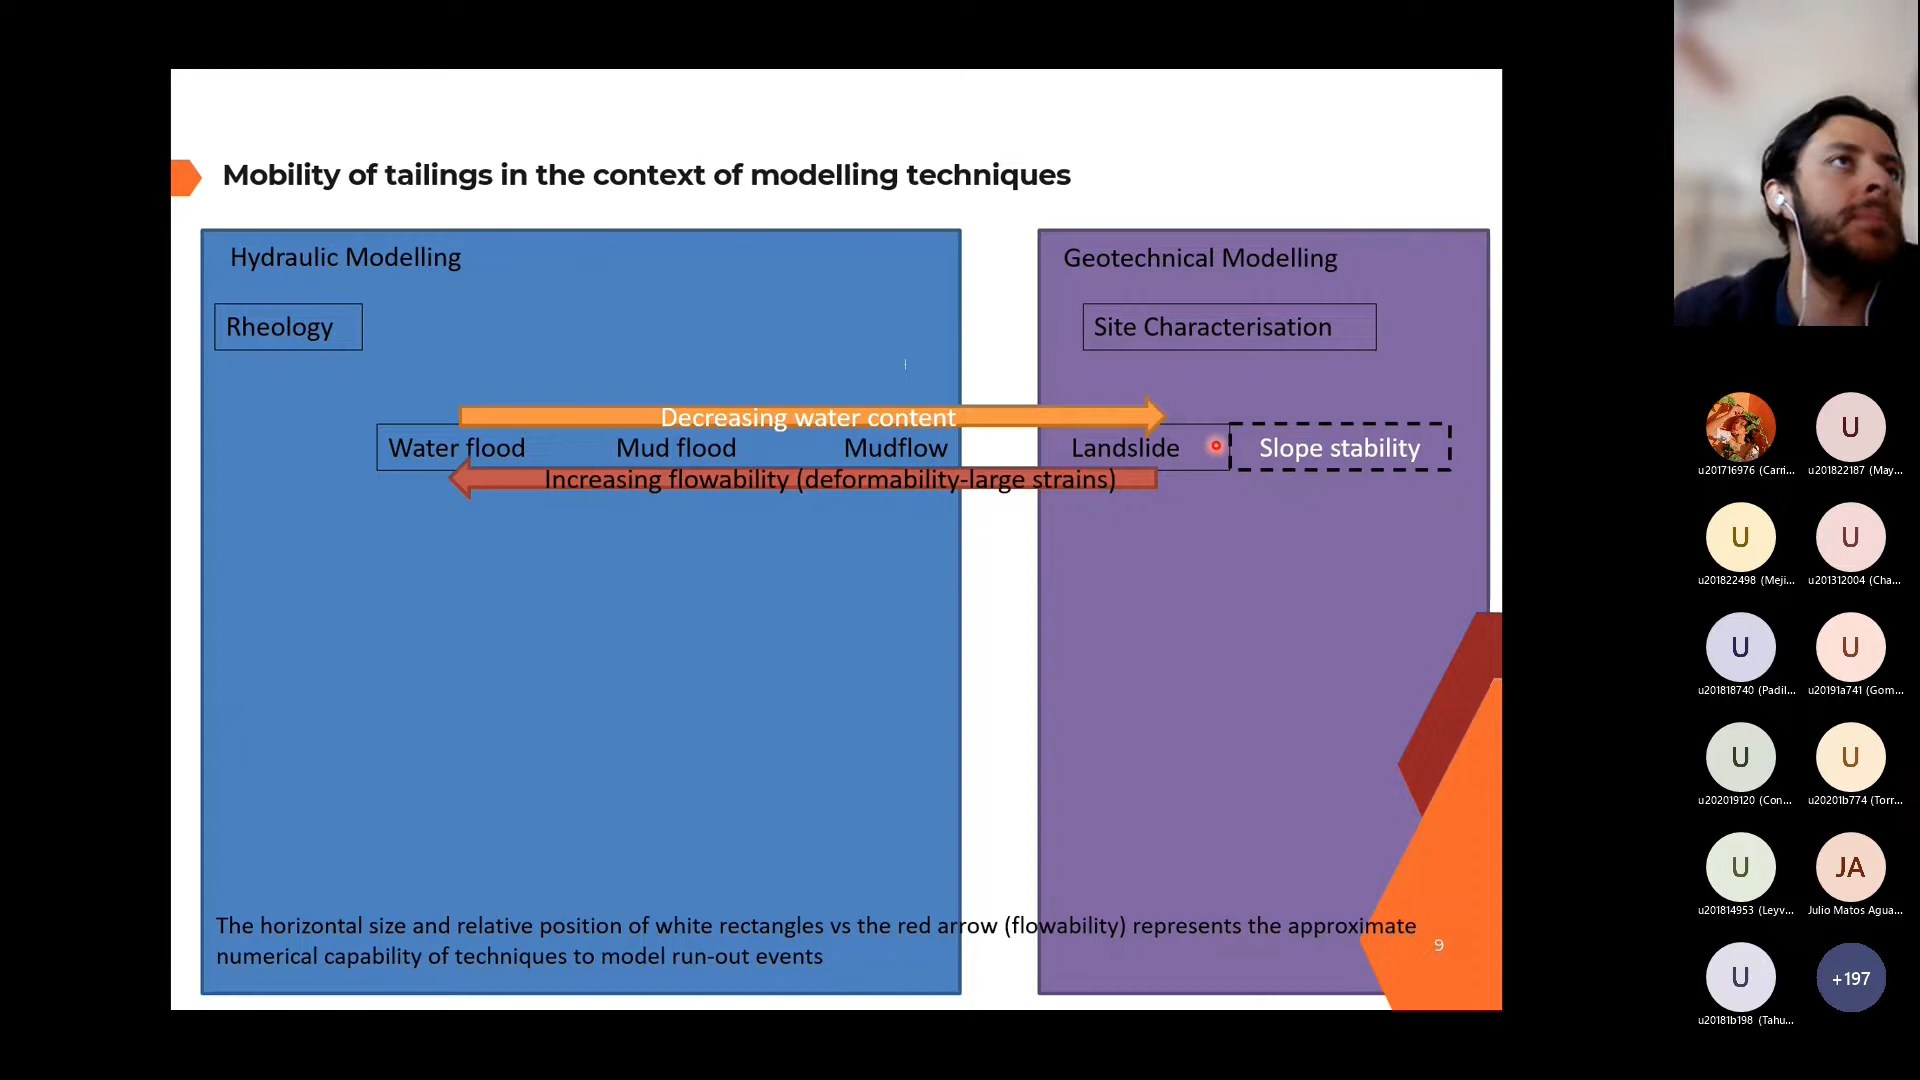 Mobility of tailings in the context of modelling techniques
Hydraulic Modelling
Geotechnical Modelling
Rheology
Site Characterisation
Decreasing water content
Water flood
Mud flood
Mudflow
Landslide
Slope stability
Increasing flowability (deformability-large strains)
The horizontal size and relative position of white rectangles vs the red arrow (flowability) represents the approximate
numerical capability of techniques to model run-out events
9
u201716976 (Carri...
U
u201822187 (May...
U
u201822498 (Meji...
U
u201312004 (Cha...
U
u201818740 (Padil...
U
u20191a741 (Gom...
U
u202019120 (Con...
U
u20201b774 (Torr...
U
u201814953 (Leyv...
JA
Julio Matos Agua...
U
u20181b198 (Tahu...
+197